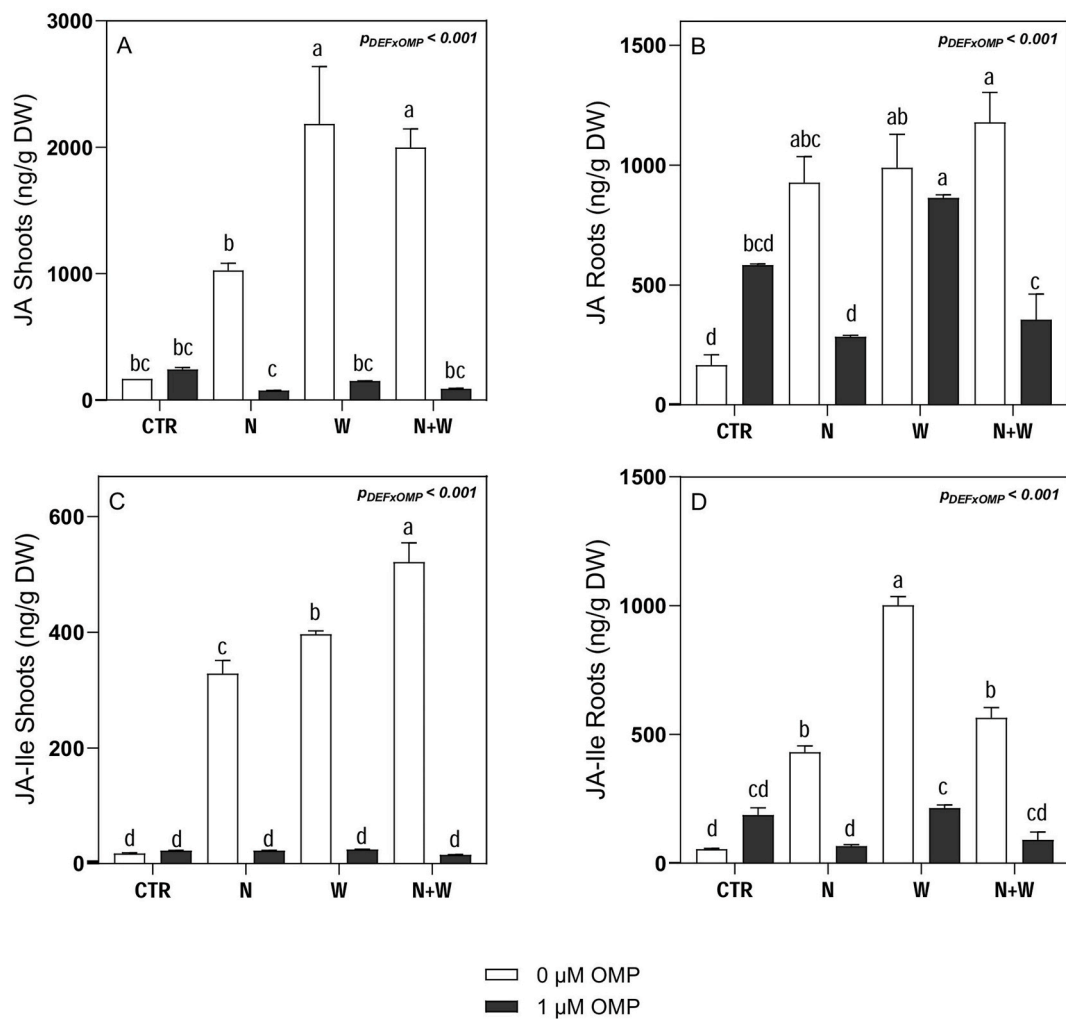 A
p_DEFxOMP < 0.001
JA Shoots (ng/g DW)
3000
2000
1000
0
bc
bc
b
c
a
bc
a
bc
CTR
N
W
N+W
B
p_DEFxOMP < 0.001
JA Roots (ng/g DW)
1500
1000
500
0
d
bcd
abc
d
ab
a
a
c
CTR
N
W
N+W
C
p_DEFxOMP < 0.001
JA-Ile Shoots (ng/g DW)
600
400
200
0
d
d
c
d
b
d
a
d
CTR
N
W
N+W
D
p_DEFxOMP < 0.001
JA-Ile Roots (ng/g DW)
1500
1000
500
0
d
cd
b
d
a
c
b
cd
CTR
N
W
N+W
0 µM OMP
1 µM OMP